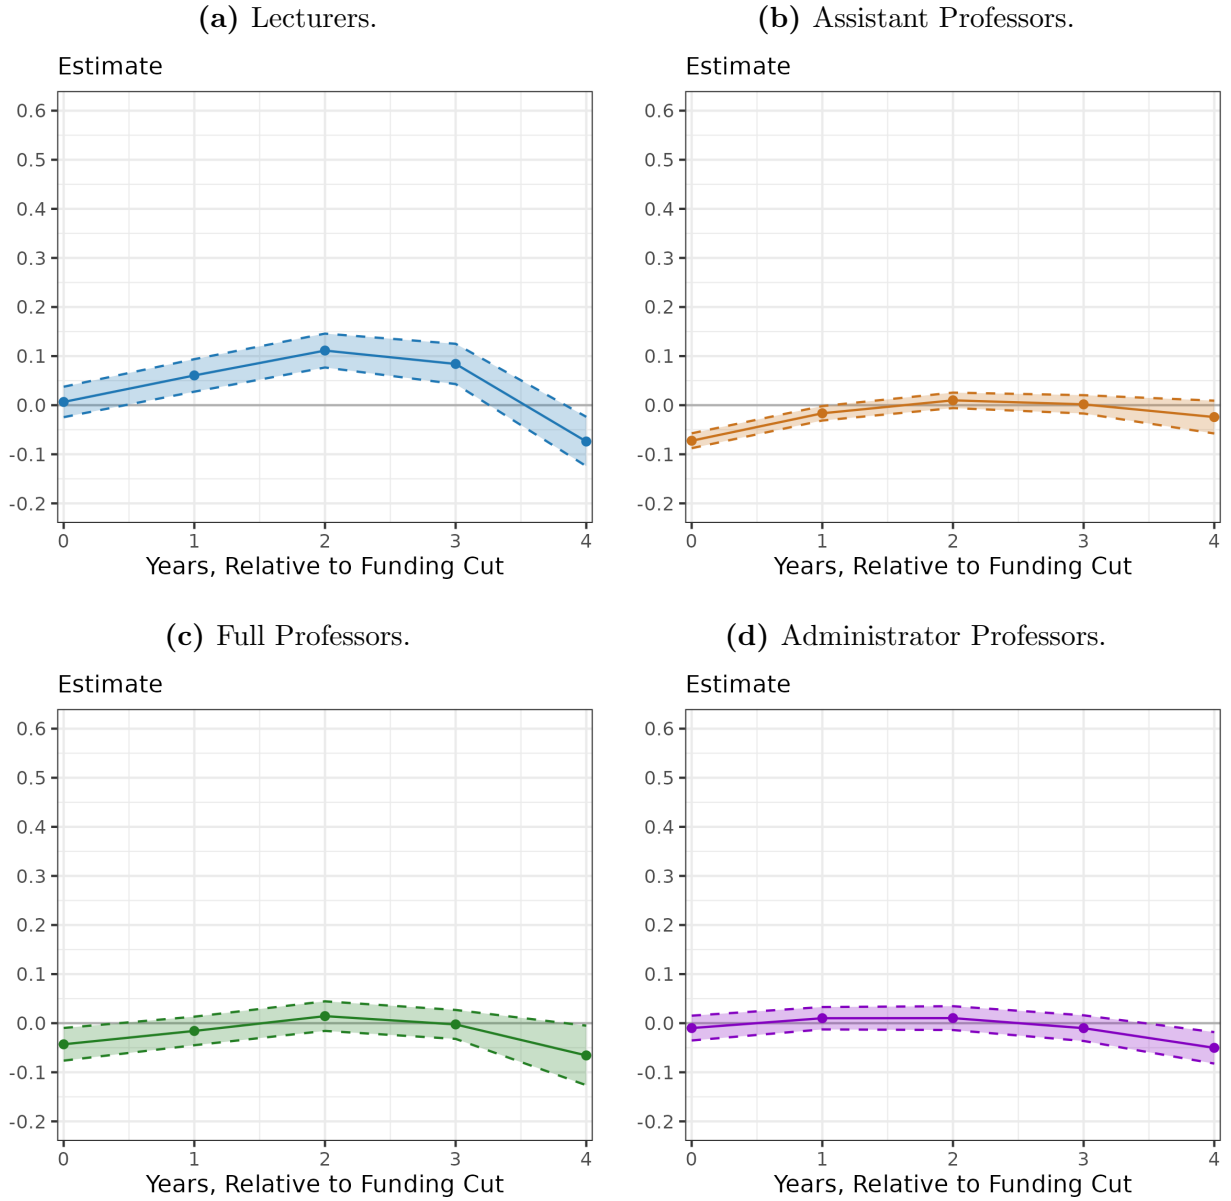 (a) Lecturers.
Estimate
0.6
0.5
0.4
0.3
0.2
0.1
0.0
-0.1
-0.2
0 1 2 3 4
Years, Relative to Funding Cut
(b) Assistant Professors.
Estimate
0.6
0.5
0.4
0.3
0.2
0.1
0.0
-0.1
-0.2
0 1 2 3 4
Years, Relative to Funding Cut
(c) Full Professors.
Estimate
0.6
0.5
0.4
0.3
0.2
0.1
0.0
-0.1
-0.2
0 1 2 3 4
Years, Relative to Funding Cut
(d) Administrator Professors.
Estimate
0.6
0.5
0.4
0.3
0.2
0.1
0.0
-0.1
-0.2
0 1 2 3 4
Years, Relative to Funding Cut